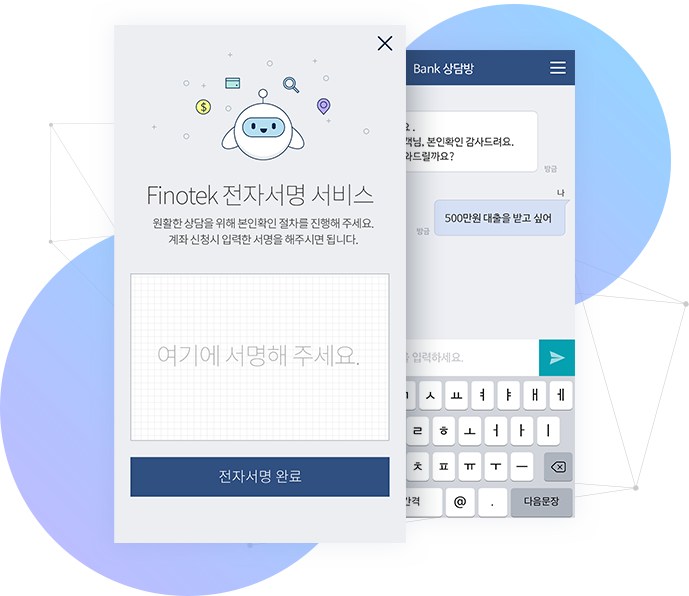 Finotek 전자서명 서비스
원활한 상담을 위해 본인확인 절차를 진행해 주세요.
계좌 신청시 입력한 서명을 해주시면 됩니다.
여기에 서명해 주세요.
전자서명 완료
Bank 상담방
요.
객님, 본인확인 감사드려요.
와드릴까요?
방금
나
500만원 대출을 받고 싶어
방금
입력하세요.
ㅅ ㅛ ㅕ ㅑ ㅐ ㅔ
ㄹ ㅎ ㅗ ㅓ ㅏ ㅣ
ㅊ ㅍ ㅠ ㅜ ㅡ
간격 @ . 다음문장